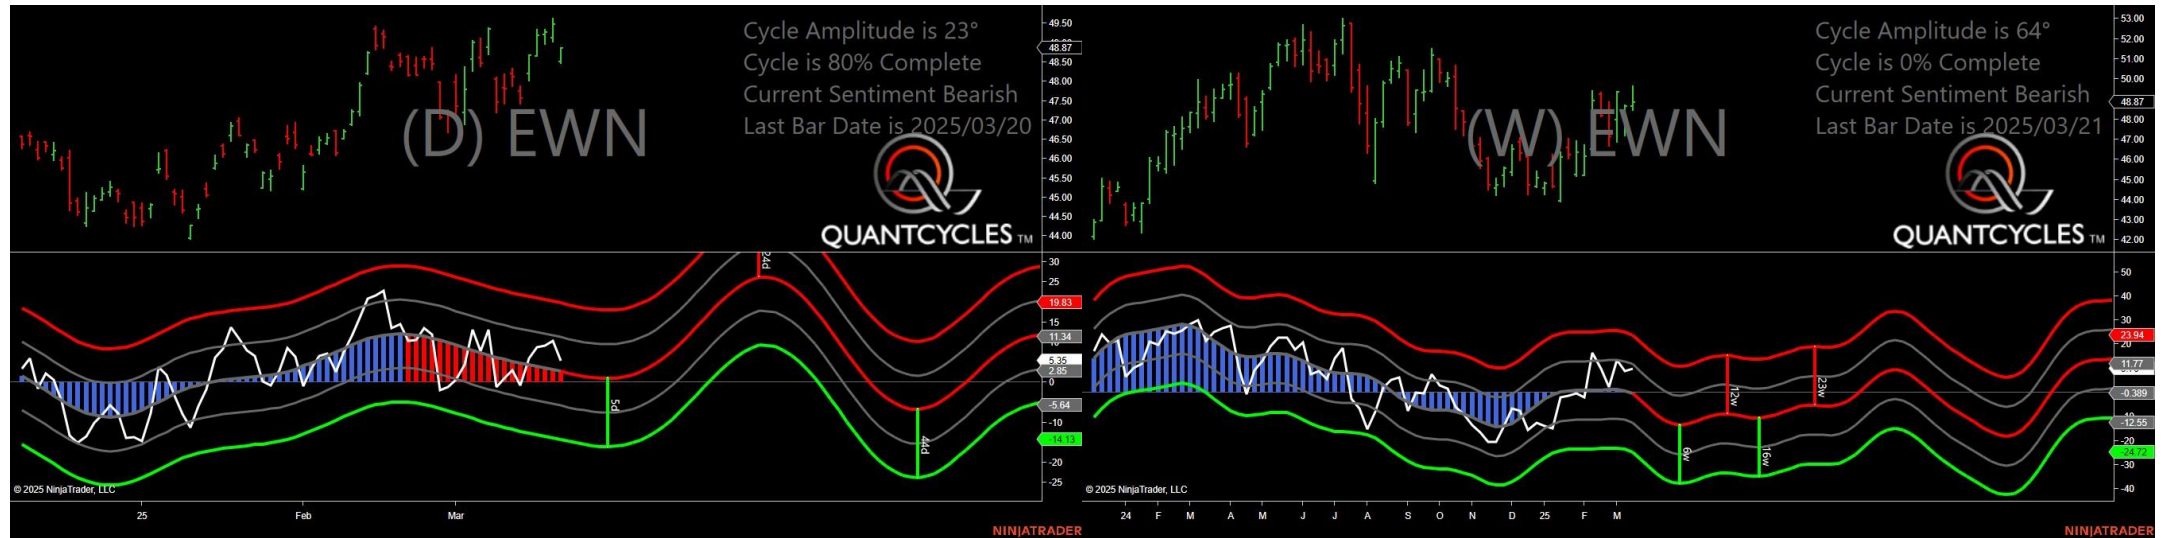 Cycle Amplitude is 23°
Cycle is 80% Complete
Current Sentiment Bearish
Last Bar Date is 2025/03/20
(D) EWN
QUANTCYCLES TM
49.50
48.87
48.50
48.00
47.50
47.00
46.50
46.00
45.50
45.00
44.50
44.00
24d
5d
44d
30
25
19.83
15
11.34
5.35
2.85
0
-5.64
-10
-14.13
-20
-25
© 2025 NinjaTrader, LLC
25
Feb
Mar
NINJATRADER
Cycle Amplitude is 64°
Cycle is 0% Complete
Current Sentiment Bearish
Last Bar Date is 2025/03/21
(W) EWN
QUANTCYCLES TM
53.00
52.00
51.00
50.00
48.87
48.00
47.00
46.00
45.00
44.00
43.00
42.00
6w
12w
16w
23w
50
40
30
23.94
20
11.77
-0.389
-12.55
-20
-24.72
-30
-40
© 2025 NinjaTrader, LLC
24
F
M
A
M
J
J
A
S
O
N
D
25
F
M
NINJATRADER